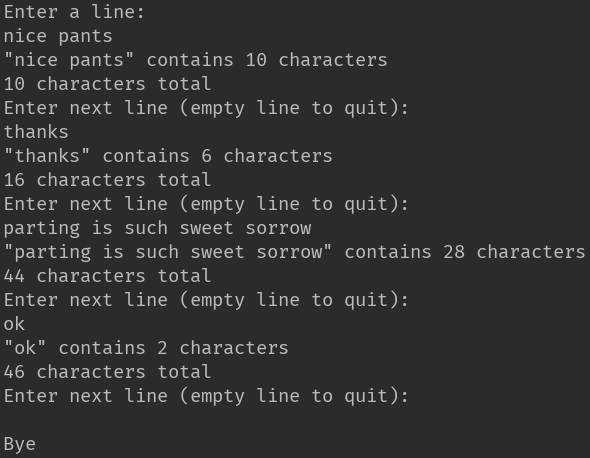 Enter a line:
nice pants
"nice pants" contains 10 characters
10 characters total
Enter next line (empty line to quit):
thanks
"thanks" contains 6 characters
16 characters total
Enter next line (empty line to quit):
parting is such sweet sorrow
"parting is such sweet sorrow" contains 28 characters
44 characters total
Enter next line (empty line to quit):
ok
"ok" contains 2 characters
46 characters total
Enter next line (empty line to quit):

Bye